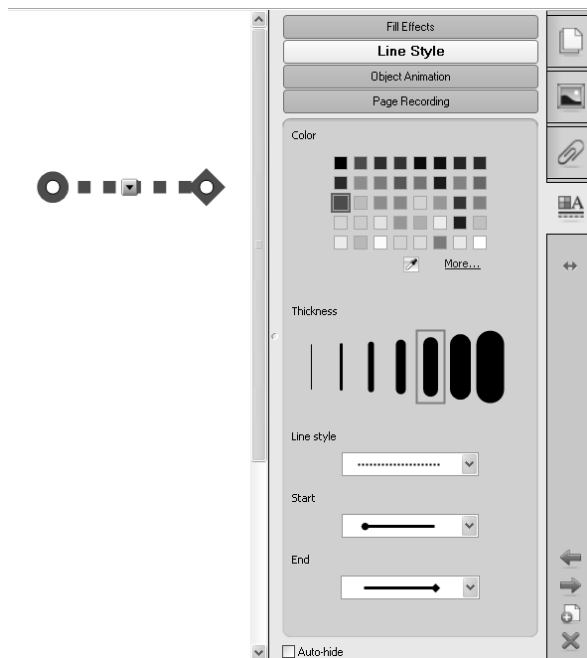 Fill Effects
Line Style
Object Animation
Page Recording
Color
More...
Thickness
Line style
Start
End
Auto-hide
A